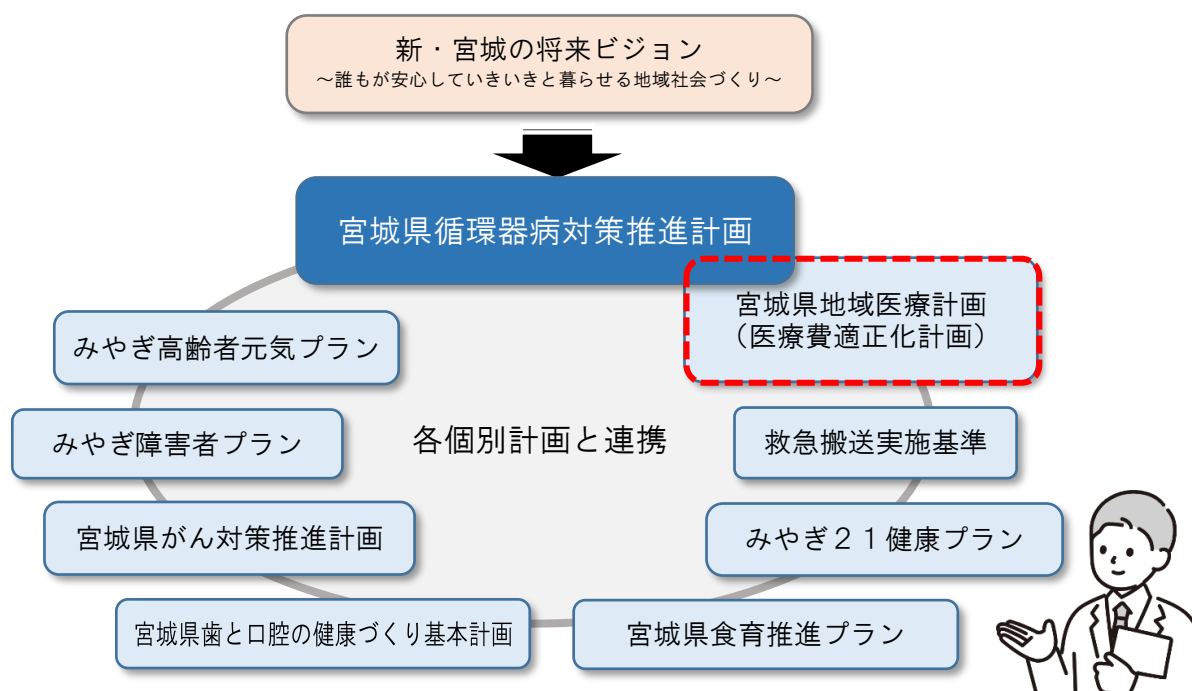 新・宮城の将来ビジョン
～誰もが安心していきいきと暮らせる地域社会づくり～
宮城県循環器病対策推進計画
宮城県地域医療計画
（医療費適正化計画）
みやぎ高齢者元気プラン
みやぎ障害者プラン
各個別計画と連携
救急搬送実施基準
宮城県がん対策推進計画
みやぎ２１健康プラン
宮城県歯と口腔の健康づくり基本計画
宮城県食育推進プラン